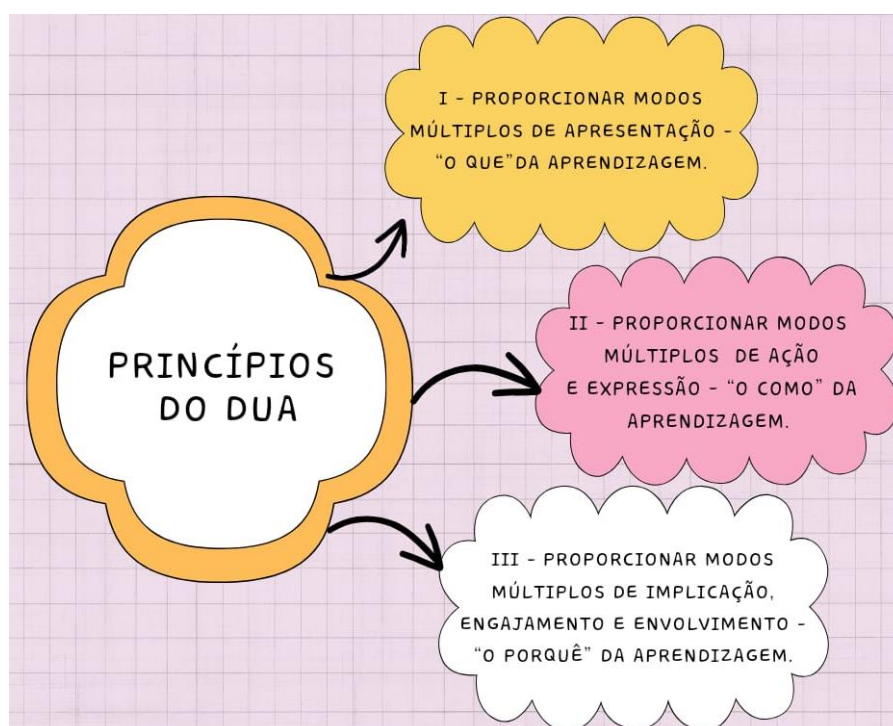 I - PROPORCIONAR MODOS
MÚLTIPLOS DE APRESENTAÇÃO -
“O QUE”DA APRENDIZAGEM.
PRINCÍPIOS
DO DUA
II - PROPORCIONAR MODOS
MÚLTIPLOS DE AÇÃO
E EXPRESSÃO - “O COMO” DA
APRENDIZAGEM.
III - PROPORCIONAR MODOS
MÚLTIPLOS DE IMPLICAÇÃO,
ENGAJAMENTO E ENVOLVIMENTO -
“O PORQUÊ” DA APRENDIZAGEM.